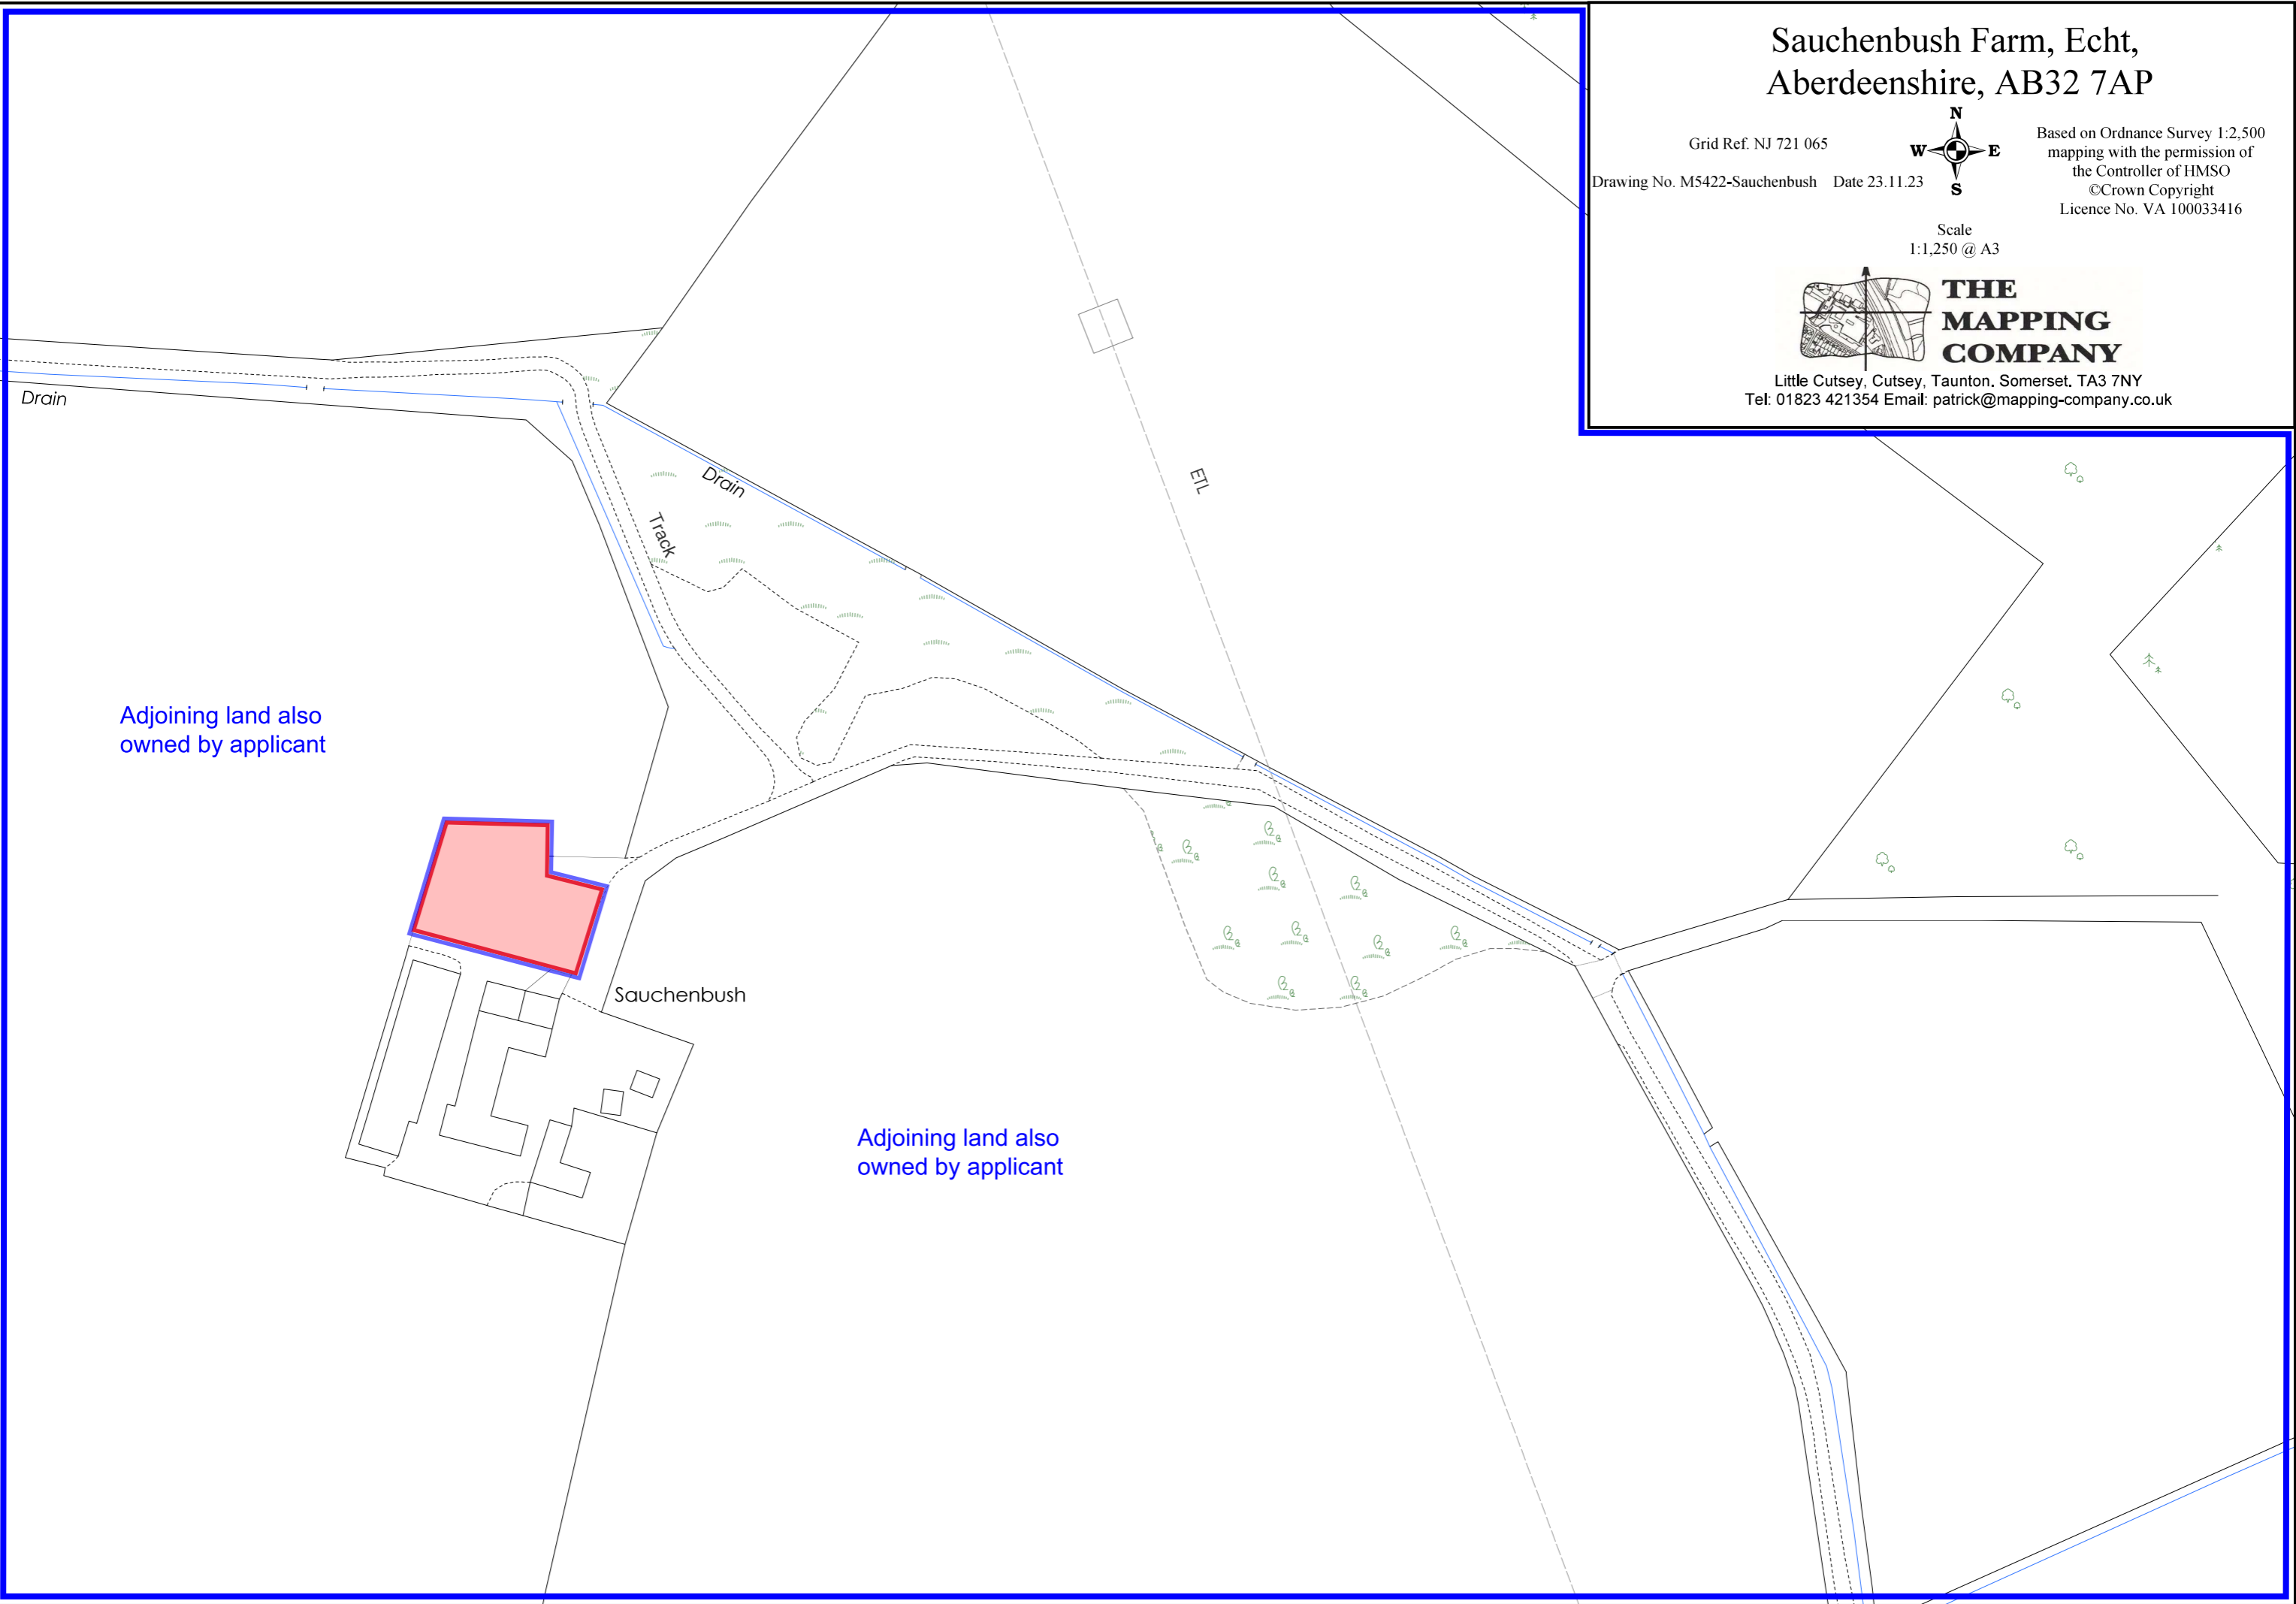 Sauchenbush Farm, Echt,
Aberdeenshire, AB32 7AP
N
W E
S
Grid Ref. NJ 721 065
Drawing No. M5422-Sauchenbush Date 23.11.23
Based on Ordnance Survey 1:2,500
mapping with the permission of
the Controller of HMSO
©Crown Copyright
Licence No. VA 100033416
Scale
1:1,250 @ A3
THE
MAPPING
COMPANY
Little Cutsey, Cutsey, Taunton. Somerset. TA3 7NY
Tel: 01823 421354 Email: patrick@mapping-company.co.uk
Drain
Drain
ETL
Track
Adjoining land also
owned by applicant
Sauchenbush
Adjoining land also
owned by applicant